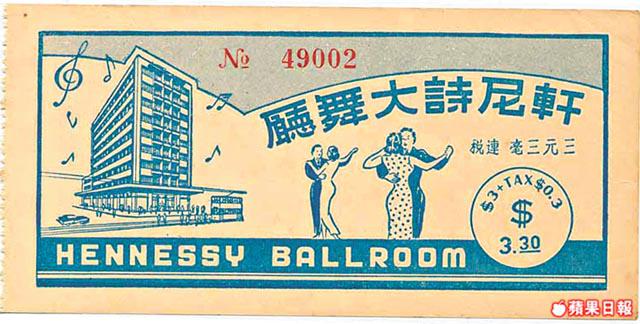 № 49002
軒尼詩大舞廳
三元三毫 連税
$3+TAX$0.3
$
3.30
HENNESSY BALLROOM
蘋果日報